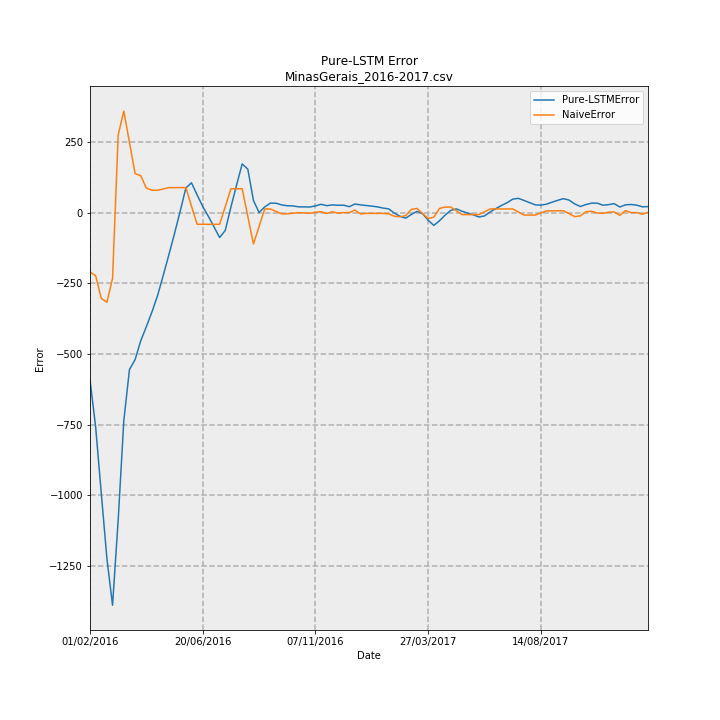 Pure-LSTM Error
MinasGerais_2016-2017.csv
Pure-LSTMError
NaiveError
250
0
−250
−500
−750
−1000
−1250
Error
01/02/2016
20/06/2016
07/11/2016
27/03/2017
14/08/2017
Date